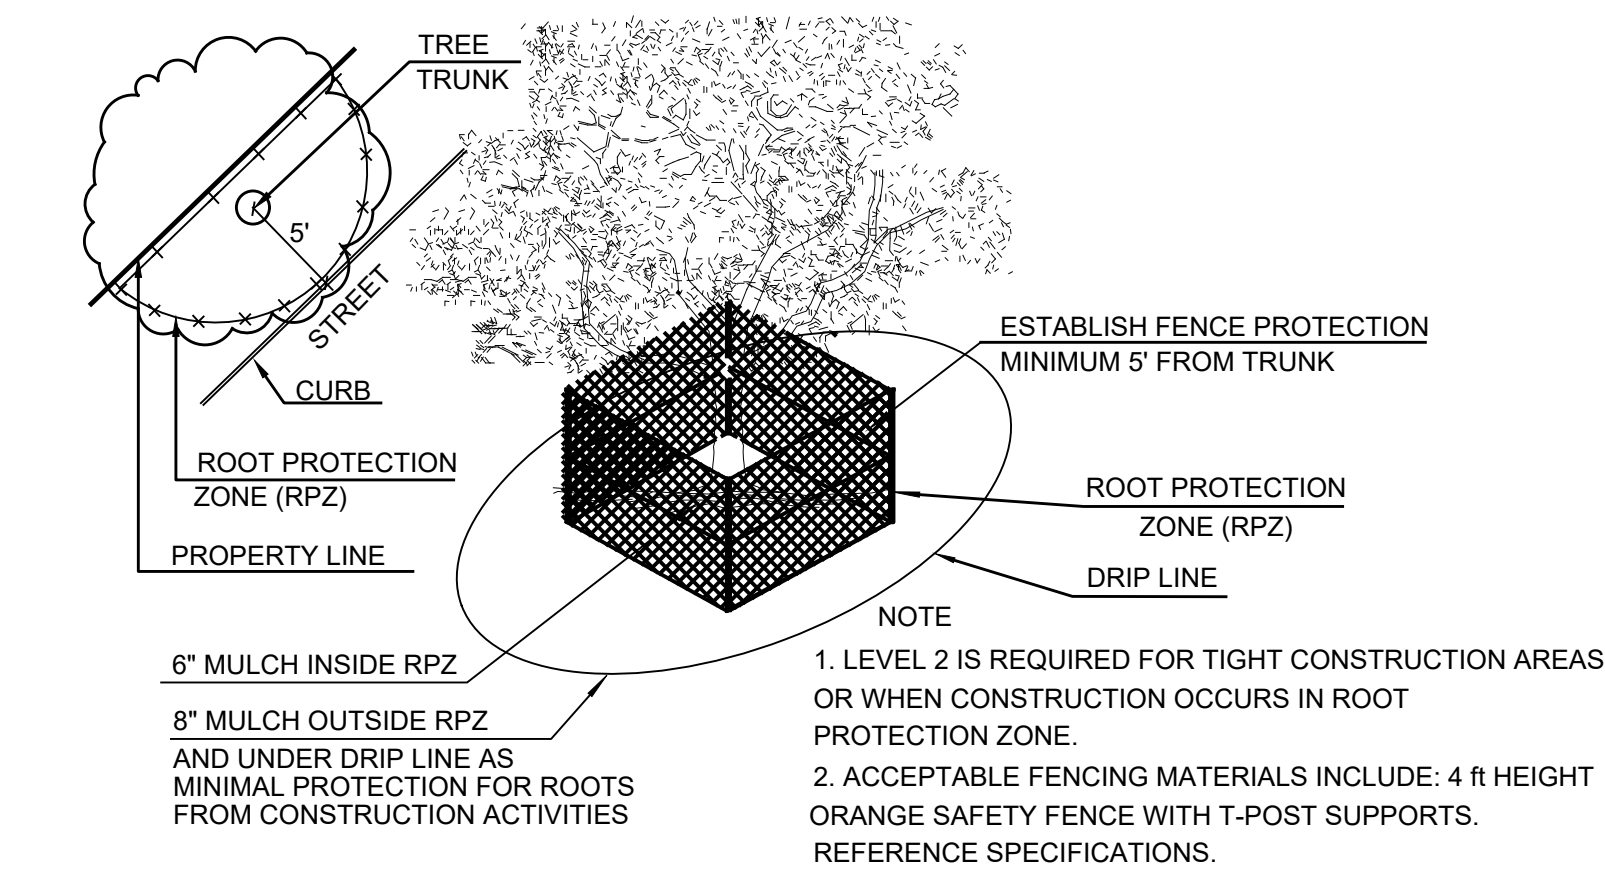 TREE
TRUNK
5'
STREET
CURB
ROOT PROTECTION
ZONE (RPZ)
PROPERTY LINE
ESTABLISH FENCE PROTECTION
MINIMUM 5' FROM TRUNK
ROOT PROTECTION
ZONE (RPZ)
DRIP LINE
6" MULCH INSIDE RPZ
8" MULCH OUTSIDE RPZ
AND UNDER DRIP LINE AS
MINIMAL PROTECTION FOR ROOTS
FROM CONSTRUCTION ACTIVITIES
NOTE
1. LEVEL 2 IS REQUIRED FOR TIGHT CONSTRUCTION AREAS
OR WHEN CONSTRUCTION OCCURS IN ROOT
PROTECTION ZONE.
2. ACCEPTABLE FENCING MATERIALS INCLUDE: 4 ft HEIGHT
ORANGE SAFETY FENCE WITH T-POST SUPPORTS.
REFERENCE SPECIFICATIONS.